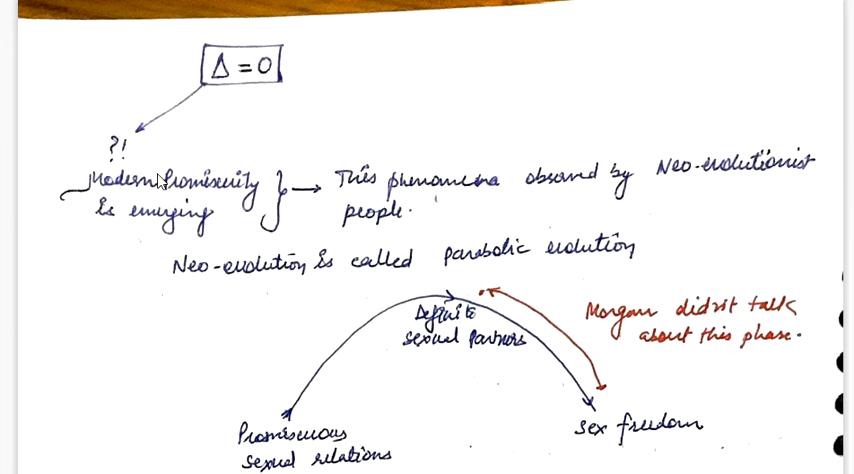 Δ = 0
?!
Modern Promiscuity } → This phenomena observed by Neo-evolutionist
is emerging people.
Neo-evolution is called parabolic evolution
Definite
sexual partners
Morgan didn't talk
about this phase.
Promiscuous
sexual relations
sex freedom